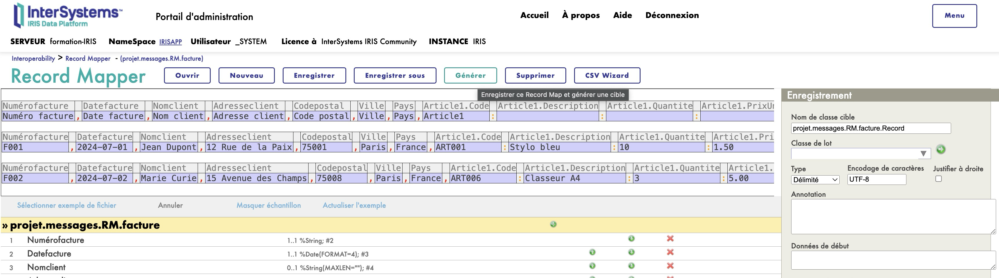 InterSystems™
IRIS Data Platform
Portail d'administration
Accueil À propos Aide Déconnexion
Menu
SERVEUR formation-IRIS NameSpace IRISAPP Utilisateur _SYSTEM Licence à InterSystems IRIS Community INSTANCE IRIS
Interoperability > Record Mapper - (projet.messages.RM.facture)
Record Mapper
Ouvrir Nouveau Enregistrer Enregistrer sous Générer Supprimer CSV Wizard
Enregistrer ce Record Map et générer une cible
Numérofacture Datefacture Nomclient Adresseclient Codepostal Ville Pays Article1.Code Article1.Description Article1.Quantite Article1.PrixUn
Numéro facture , Date facture , Nom client , Adresse client , Code postal , Ville , Pays , Article1 : : :
Numérofacture Datefacture Nomclient Adresseclient Codepostal Ville Pays Article1.Code Article1.Description Article1.Quantite Article1.Pri
F001 , 2024-07-01 , Jean Dupont , 12 Rue de la Paix , 75001 , Paris , France , ART001 : Stylo bleu : 10 : 1.50
Numérofacture Datefacture Nomclient Adresseclient Codepostal Ville Pays Article1.Code Article1.Description Article1.Quantite Article1.
F002 , 2024-07-02 , Marie Curie , 15 Avenue des Champs , 75008 , Paris , France , ART006 : Classeur A4 : 3 : 5.00
Sélectionner exemple de fichier Annuler Masquer échantillon Actualiser l'exemple
» projet.messages.RM.facture
1 Numérofacture 1..1 %String; #2
2 Datefacture 1..1 %Date(FORMAT=4); #3
3 Nomclient 0..1 %String(MAXLEN=""); #4
Enregistrement
Nom de classe cible
projet.messages.RM.facture.Record
Classe de lot
Type Encodage de caractères Justifier à droite
Délimité UTF-8
Annotation
Données de début